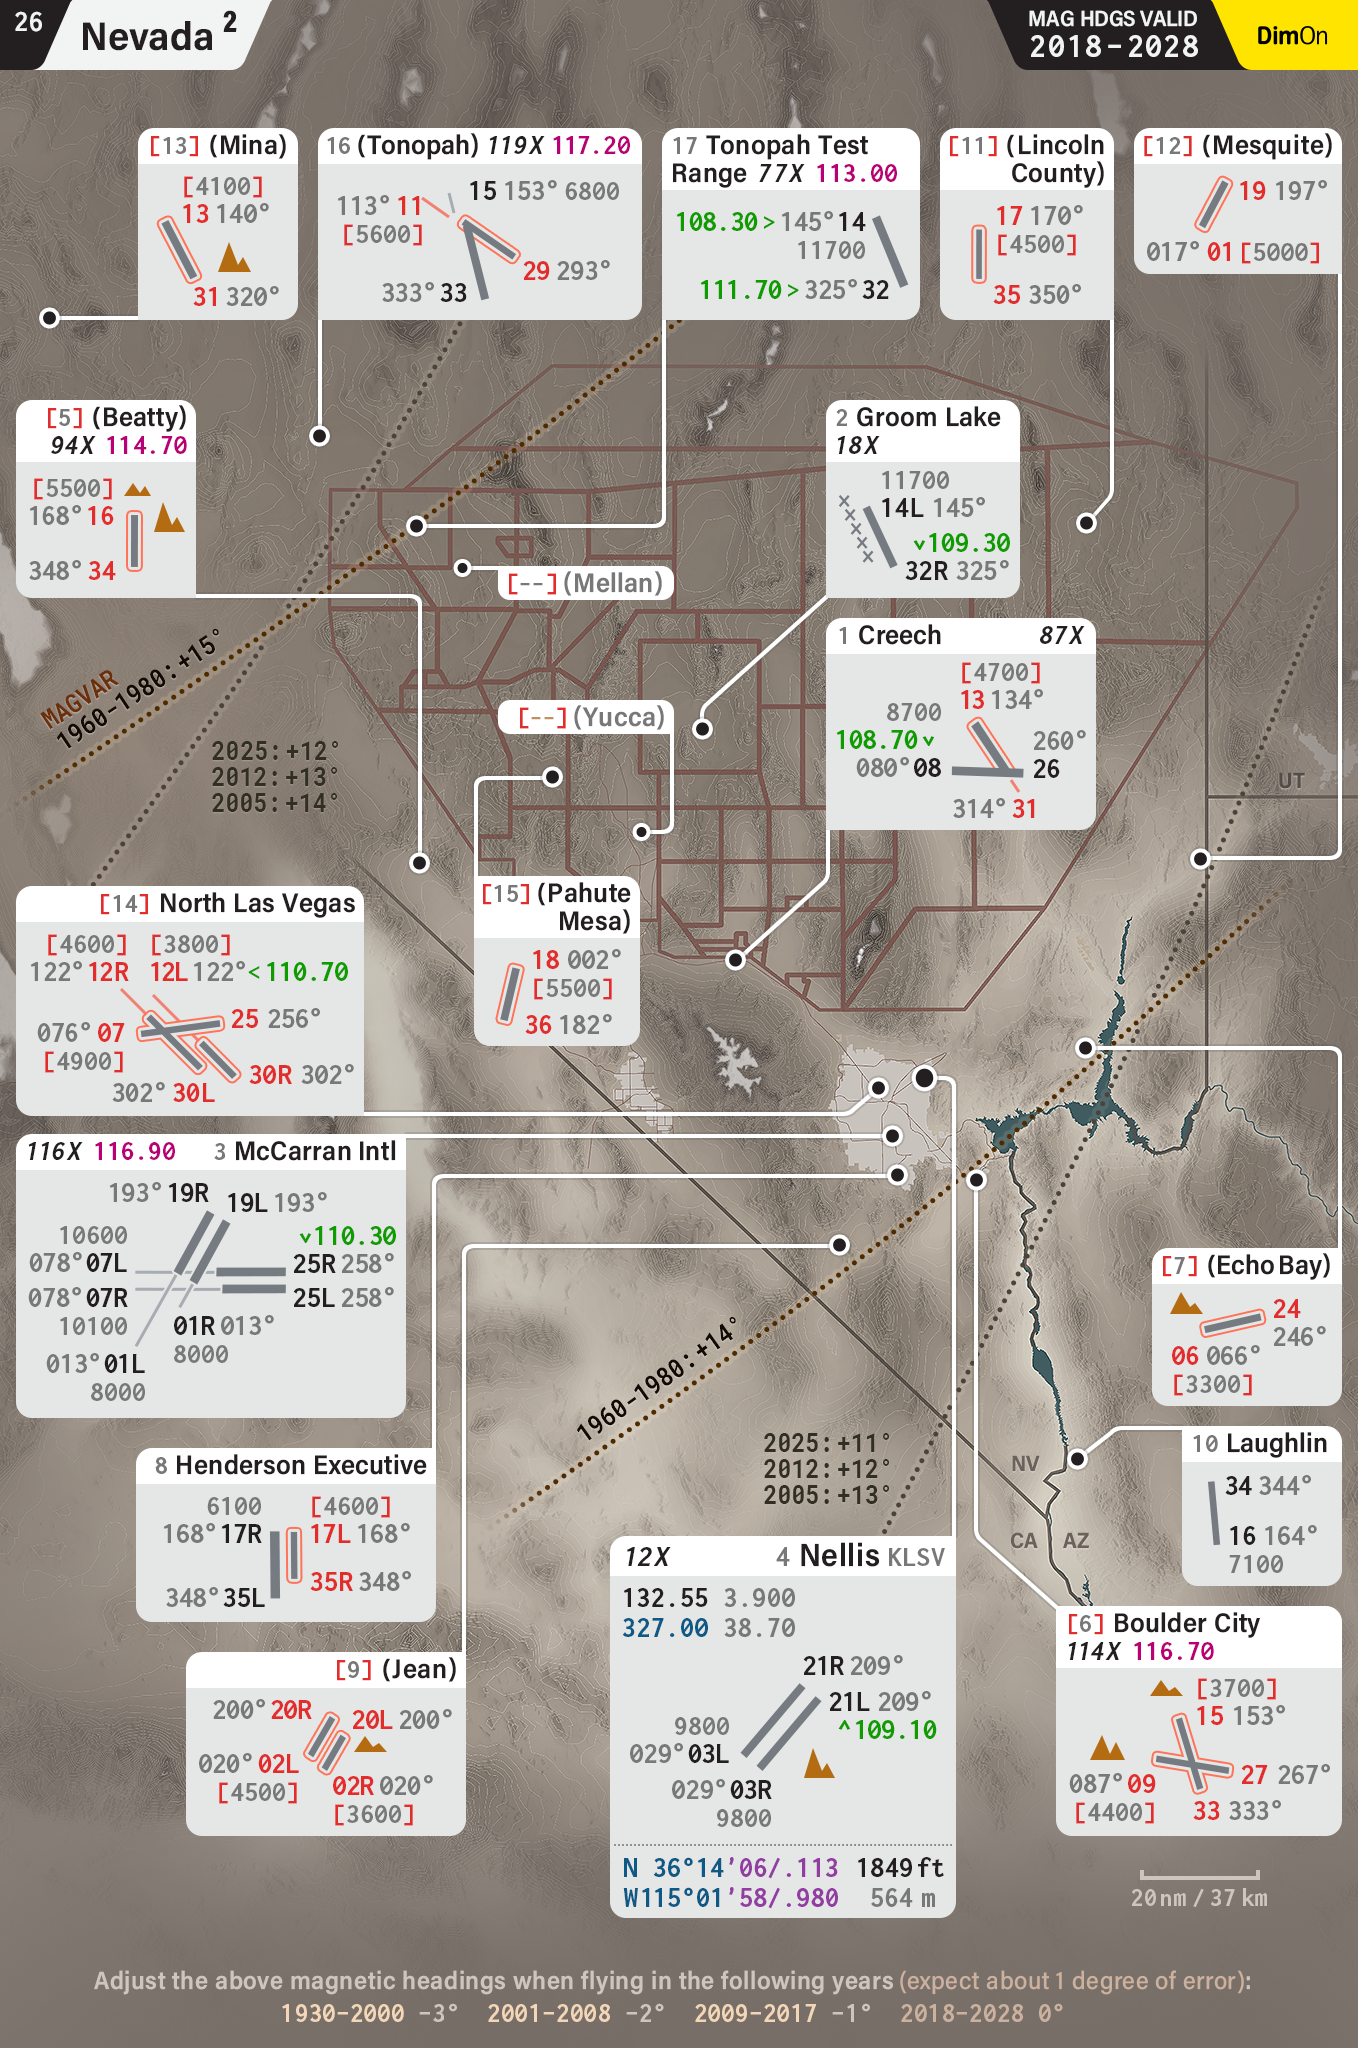 26
Nevada 2
MAG HDGS VALID
2018-2028
DimOn
[13] (Mina)
[4100]
13 140°
31 320°
16 (Tonopah) 119X 117.20
15 153° 6800
113° 11
[5600]
29 293°
333° 33
17 Tonopah Test
Range 77X 113.00
108.30 > 145° 14
11700
111.70 > 325° 32
[11] (Lincoln
County)
17 170°
[4500]
35 350°
[12] (Mesquite)
19 197°
017° 01 [5000]
[5] (Beatty)
94X 114.70
[5500]
168° 16
348° 34
2 Groom Lake
18X
11700
14L 145°
˅109.30
32R 325°
[--] (Mellan)
1 Creech 87X
[4700]
13 134°
8700
108.70˅
260°
080° 08
26
314° 31
[--] (Yucca)
MAGVAR
1960-1980: +15°
2025: +12°
2012: +13°
2005: +14°
UT
[14] North Las Vegas
[4600] [3800]
122° 12R 12L 122° < 110.70
076° 07
25 256°
[4900]
30R 302°
302° 30L
[15] (Pahute
Mesa)
18 002°
[5500]
36 182°
116X 116.90 3 McCarran Intl
193° 19R 19L 193°
10600
˅110.30
078° 07L
25R 258°
078° 07R
25L 258°
10100
01R 013°
8000
013° 01L
8000
[7] (Echo Bay)
24
246°
06 066°
[3300]
1960-1980: +14°
2025: +11°
2012: +12°
2005: +13°
NV
CA AZ
10 Laughlin
34 344°
16 164°
7100
8 Henderson Executive
6100 [4600]
168° 17R 17L 168°
35R 348°
348° 35L
12X 4 Nellis KLSV
132.55 3.900
327.00 38.70
21R 209°
21L 209°
^109.10
9800
029° 03L
029° 03R
9800
N 36°14'06/.113 1849 ft
W115°01'58/.980 564 m
[9] (Jean)
200° 20R
20L 200°
020° 02L
[4500]
02R 020°
[3600]
[6] Boulder City
114X 116.70
[3700]
15 153°
087° 09
27 267°
[4400]
33 333°
20 nm / 37 km
Adjust the above magnetic headings when flying in the following years (expect about 1 degree of error):
1930-2000 -3° 2001-2008 -2° 2009-2017 -1° 2018-2028 0°